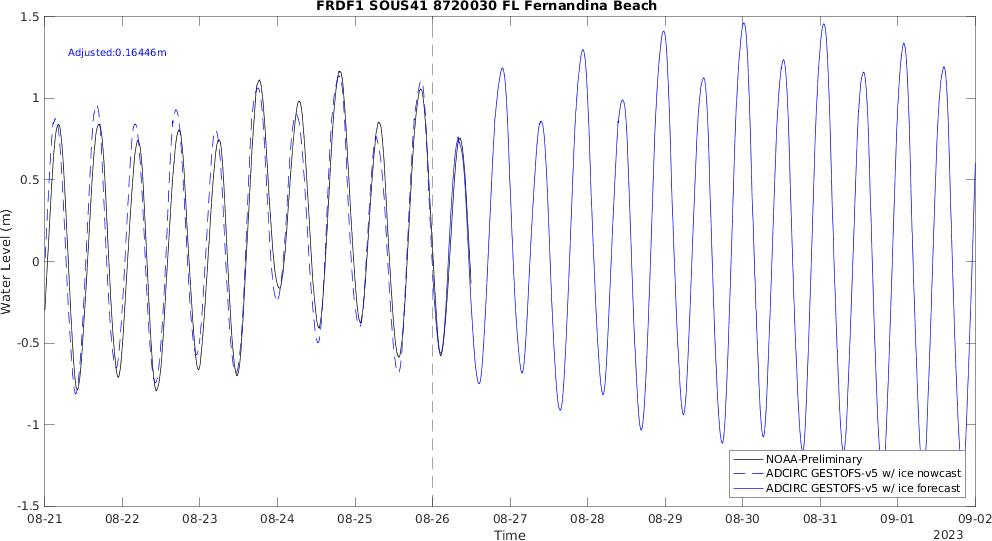 FRDF1 SOUS41 8720030 FL Fernandina Beach
Adjusted:0.16446m
Water Level (m)
1.5
1
0.5
0
-0.5
-1
-1.5
NOAA-Preliminary
ADCIRC GESTOFS-v5 w/ ice nowcast
ADCIRC GESTOFS-v5 w/ ice forecast
08-21 08-22 08-23 08-24 08-25 08-26 08-27 08-28 08-29 08-30 08-31 09-01 09-02
Time
2023